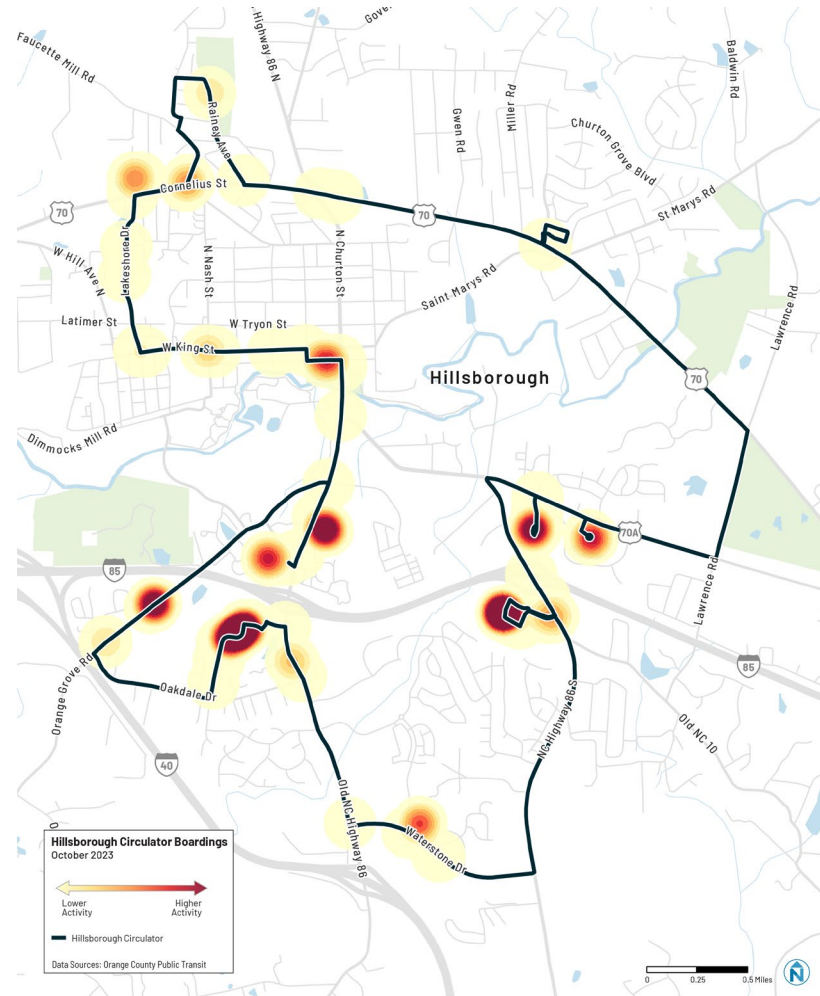 Faucette Mill Rd
Highway 86 N
Gover
Baldwin Rd
Miller Rd
Gwen Rd
Churton Grove Blvd
Rainey Ave
Cornelius St
70
70
St Marys Rd
Lakeshore Dr
W Hill Ave N
N Nash St
N Churton St
Saint Marys Rd
Lawrence Rd
Latimer St
W Tryon St
W King St
Hillsborough
70
Dimmocks Mill Rd
70A
85
Lawrence Rd
Orange Grove Rd
Oakdale Dr
85
NC Highway 86 S
Old NC 10
40
Old NC Highway 86
Waterstone Dr
Hillsborough Circulator Boardings
October 2023
Lower
Activity
Higher
Activity
Hillsborough Circulator
Data Sources: Orange County Public Transit
0 0.25 0.5 Miles
N